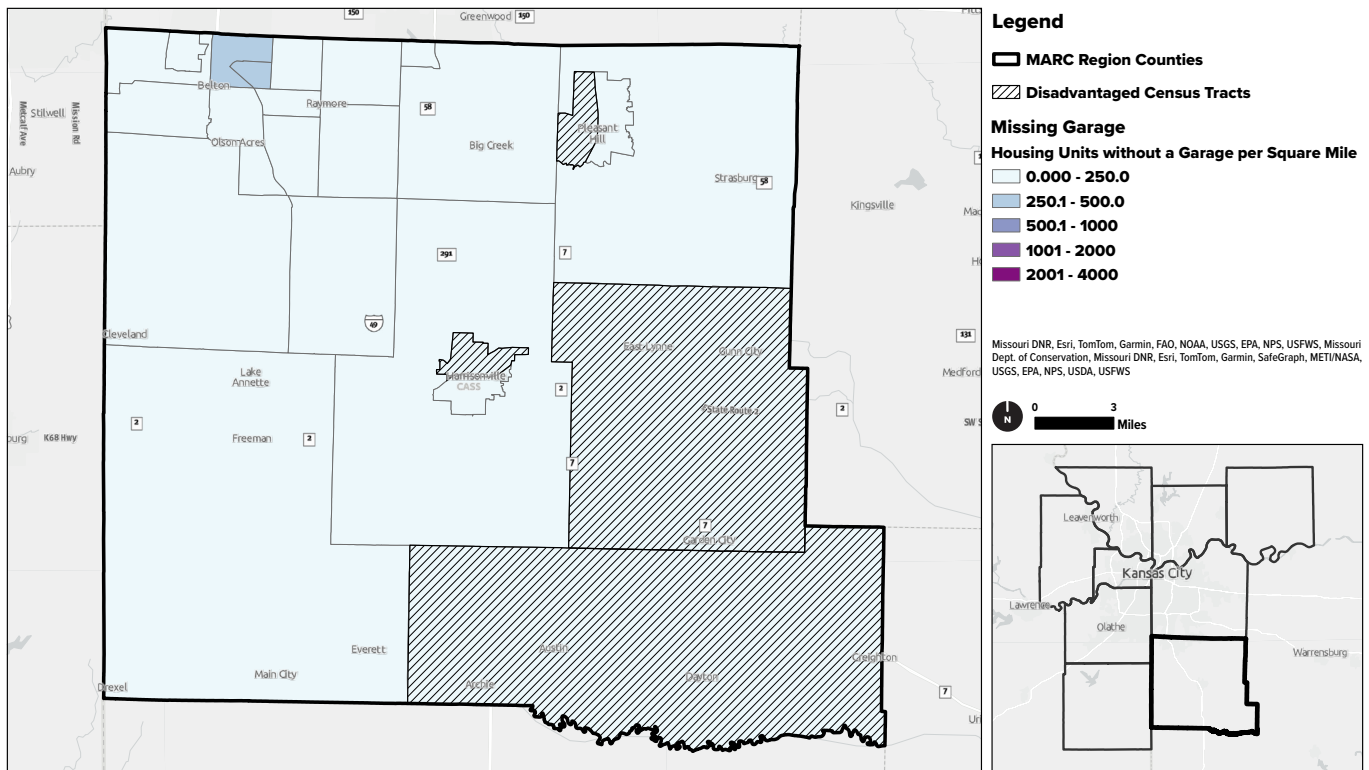 150
Greenwood 150
Belton
Stilwell
Metcalf Ave
Mission Rd
Raymore
58
Pleasant
Hill
Olson Acres
Big Creek
Aubry
Strasburg 58
Kingsville
291
7
Cleveland
49
East Lynne
Gunn City
131
Lake
Annette
Harrisonville
CASS
Medford
2
State Route 2
2
2
K68 Hwy
Freeman
2
7
7
Garden City
Everett
Austin
Creighton
Main City
Archie
Dayton
Drexel
7
Legend
MARC Region Counties
Disadvantaged Census Tracts
Missing Garage
Housing Units without a Garage per Square Mile
0.000 - 250.0
250.1 - 500.0
500.1 - 1000
1001 - 2000
2001 - 4000
Missouri DNR, Esri, TomTom, Garmin, FAO, NOAA, USGS, EPA, NPS, USFWS, Missouri
Dept. of Conservation, Missouri DNR, Esri, TomTom, Garmin, SafeGraph, METI/NASA,
USGS, EPA, NPS, USDA, USFWS
N
0 3
Miles
Leavenworth
Kansas City
Lawrence
Olathe
Warrensburg